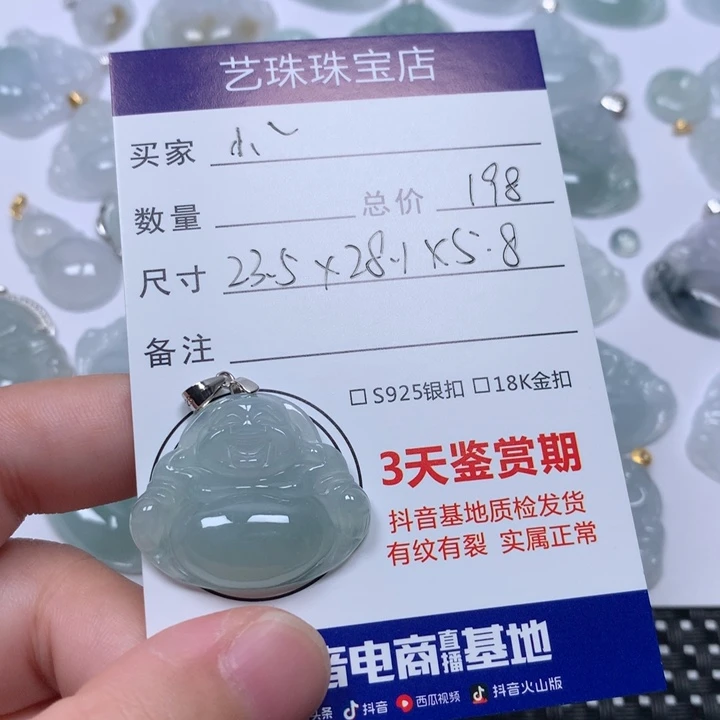 艺珠珠宝店
买家 小
数量 总价 198
尺寸 23.5×28.1×5.8
备注
□ S925银扣 □ 18K金扣
3天鉴赏期
抖音基地质检发货
有纹有裂 实属正常
音电商直播基地
头条 抖音 西瓜视频 抖音火山版